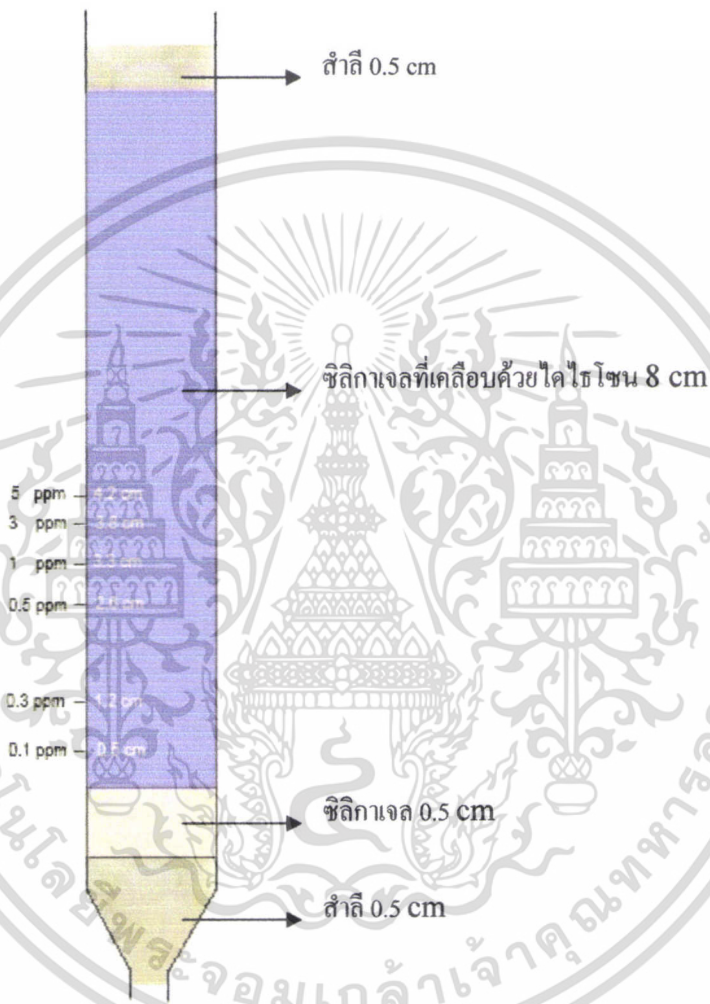 สำลี 0.5 cm
ซิลิกาเจลที่เคลือบด้วยไดไธโซน 8 cm
5 ppm 4.2 cm
3 ppm 3.8 cm
1 ppm 3.3 cm
0.5 ppm 2.6 cm
0.3 ppm 1.2 cm
0.1 ppm 0.5 cm
ซิลิกาเจล 0.5 cm
สำลี 0.5 cm